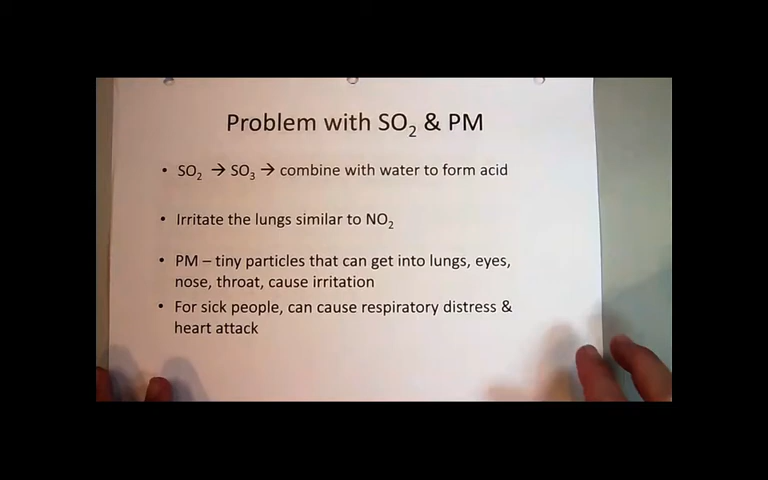 Problem with SO₂ & PM
• SO₂ → SO₃ → combine with water to form acid
• Irritate the lungs similar to NO₂
• PM – tiny particles that can get into lungs, eyes,
nose, throat, cause irritation
• For sick people, can cause respiratory distress &
heart attack